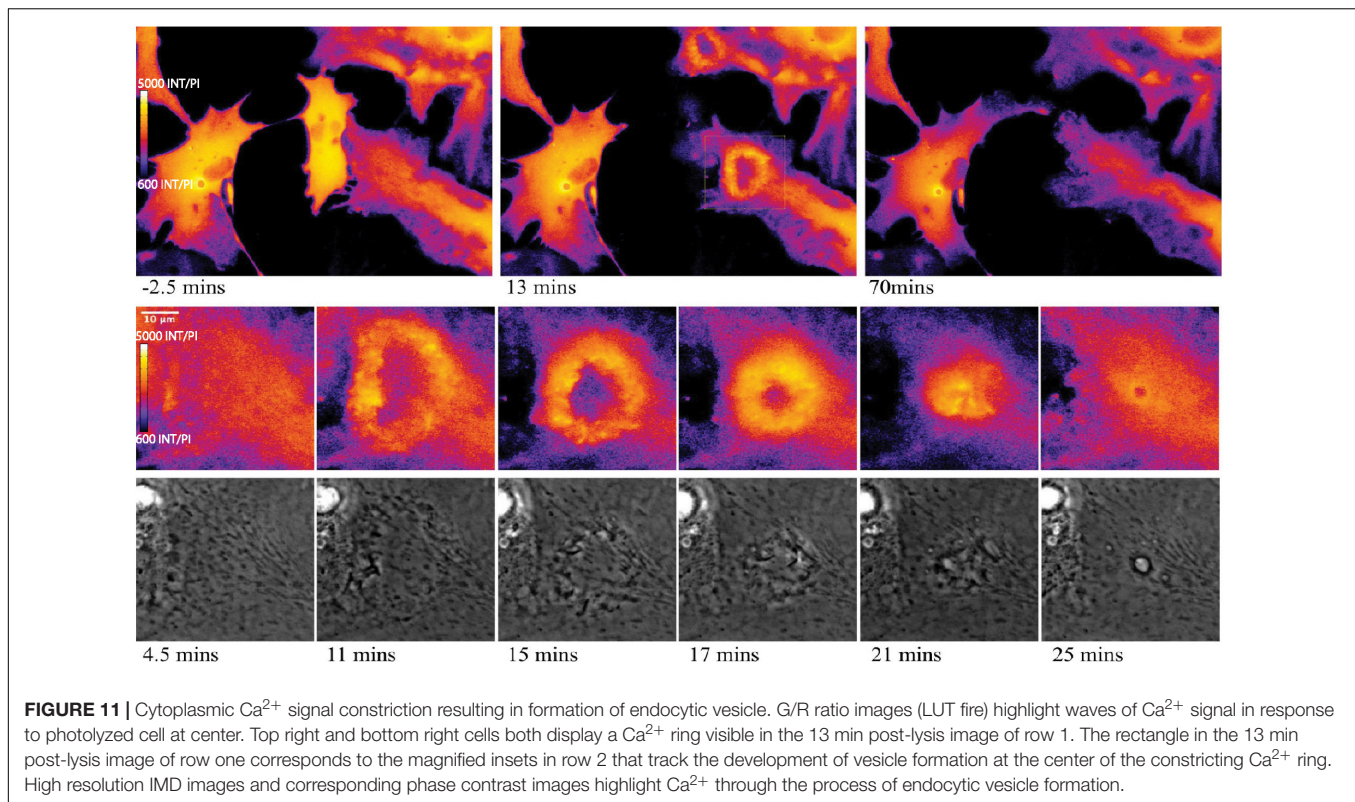 5000 INT/PI
600 INT/PI
-2.5 mins
13 mins
70mins
10 µm
5000 INT/PI
600 INT/PI
4.5 mins
11 mins
15 mins
17 mins
21 mins
25 mins
FIGURE 11 | Cytoplasmic Ca2+ signal constriction resulting in formation of endocytic vesicle. G/R ratio images (LUT fire) highlight waves of Ca2+ signal in response
to photolyzed cell at center. Top right and bottom right cells both display a Ca2+ ring visible in the 13 min post-lysis image of row 1. The rectangle in the 13 min
post-lysis image of row one corresponds to the magnified insets in row 2 that track the development of vesicle formation at the center of the constricting Ca2+ ring.
High resolution IMD images and corresponding phase contrast images highlight Ca2+ through the process of endocytic vesicle formation.